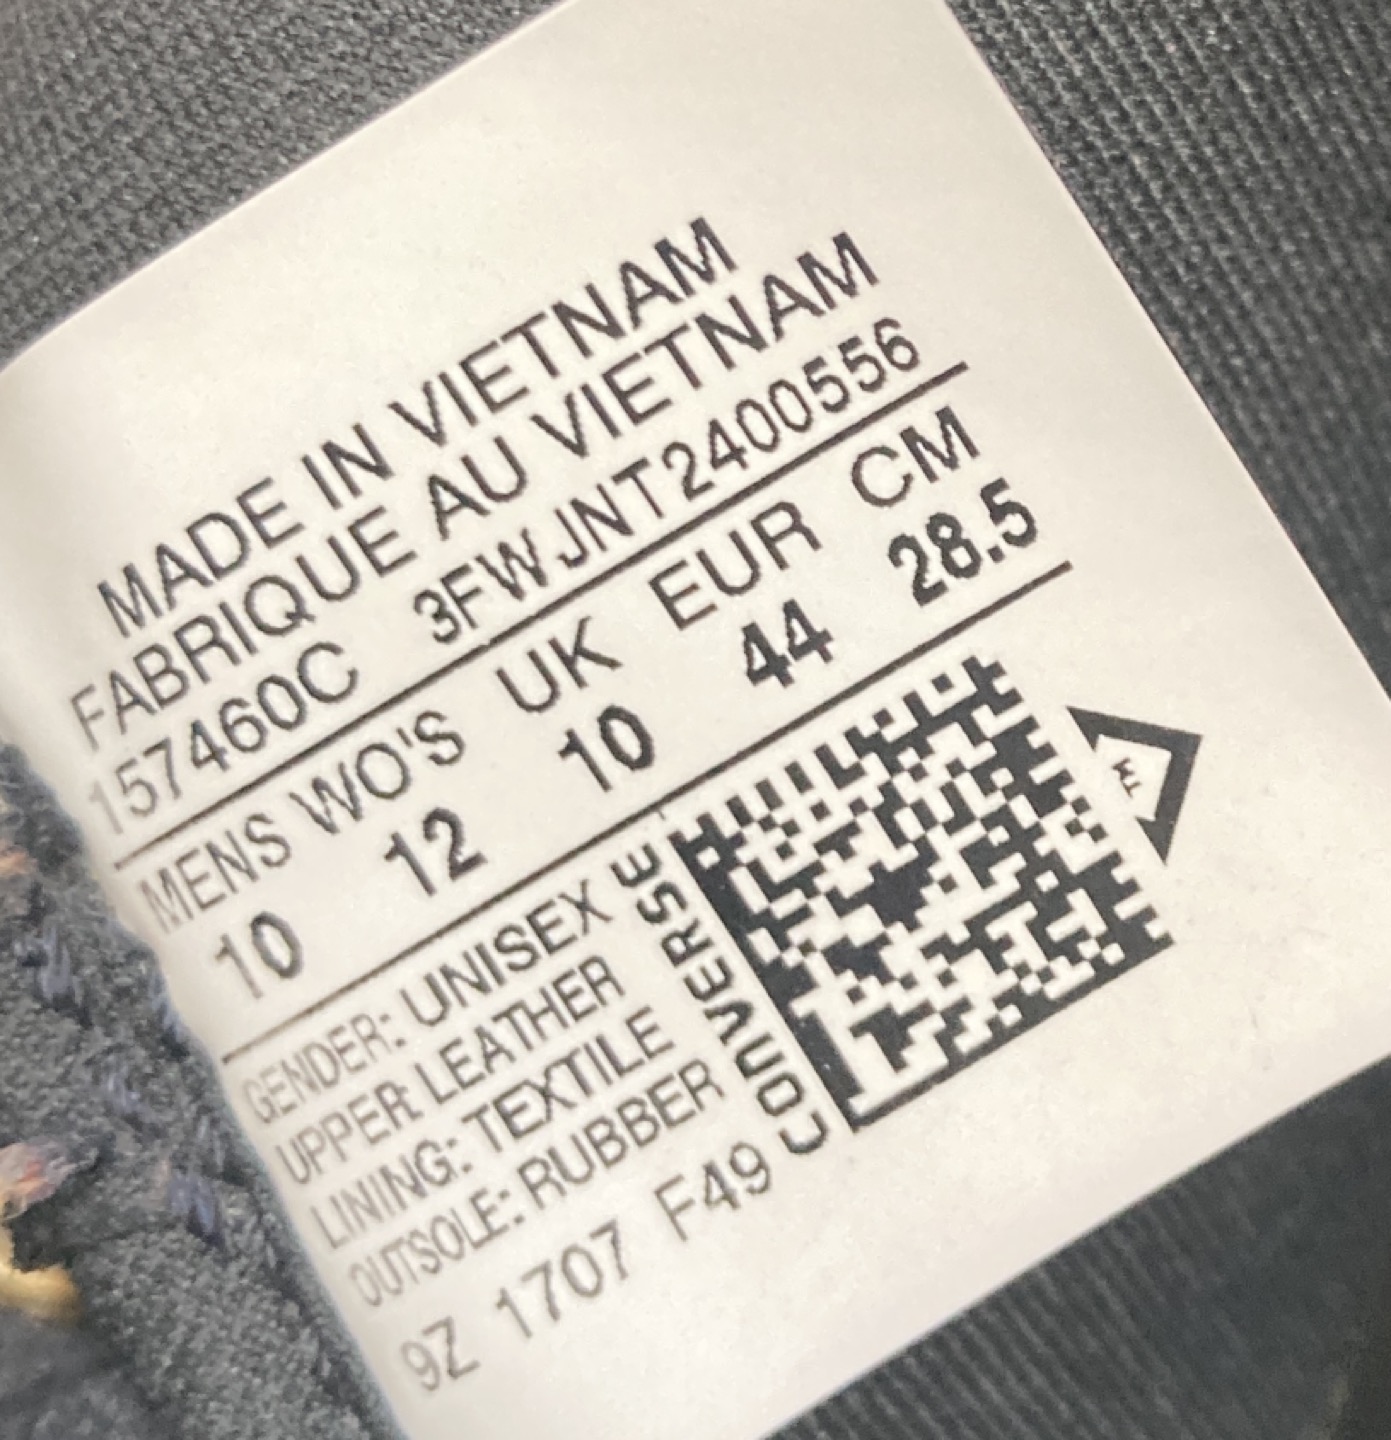 MADE IN VIETNAM
FABRIQUE AU VIETNAM
157460C 3FWJNT2400556
MENS WO'S UK EUR CM
10 12 10 44 28.5
GENDER: UNISEX
UPPER: LEATHER
LINING: TEXTILE
OUTSOLE: RUBBER
9Z 1707 F49
CONVERSE
TM